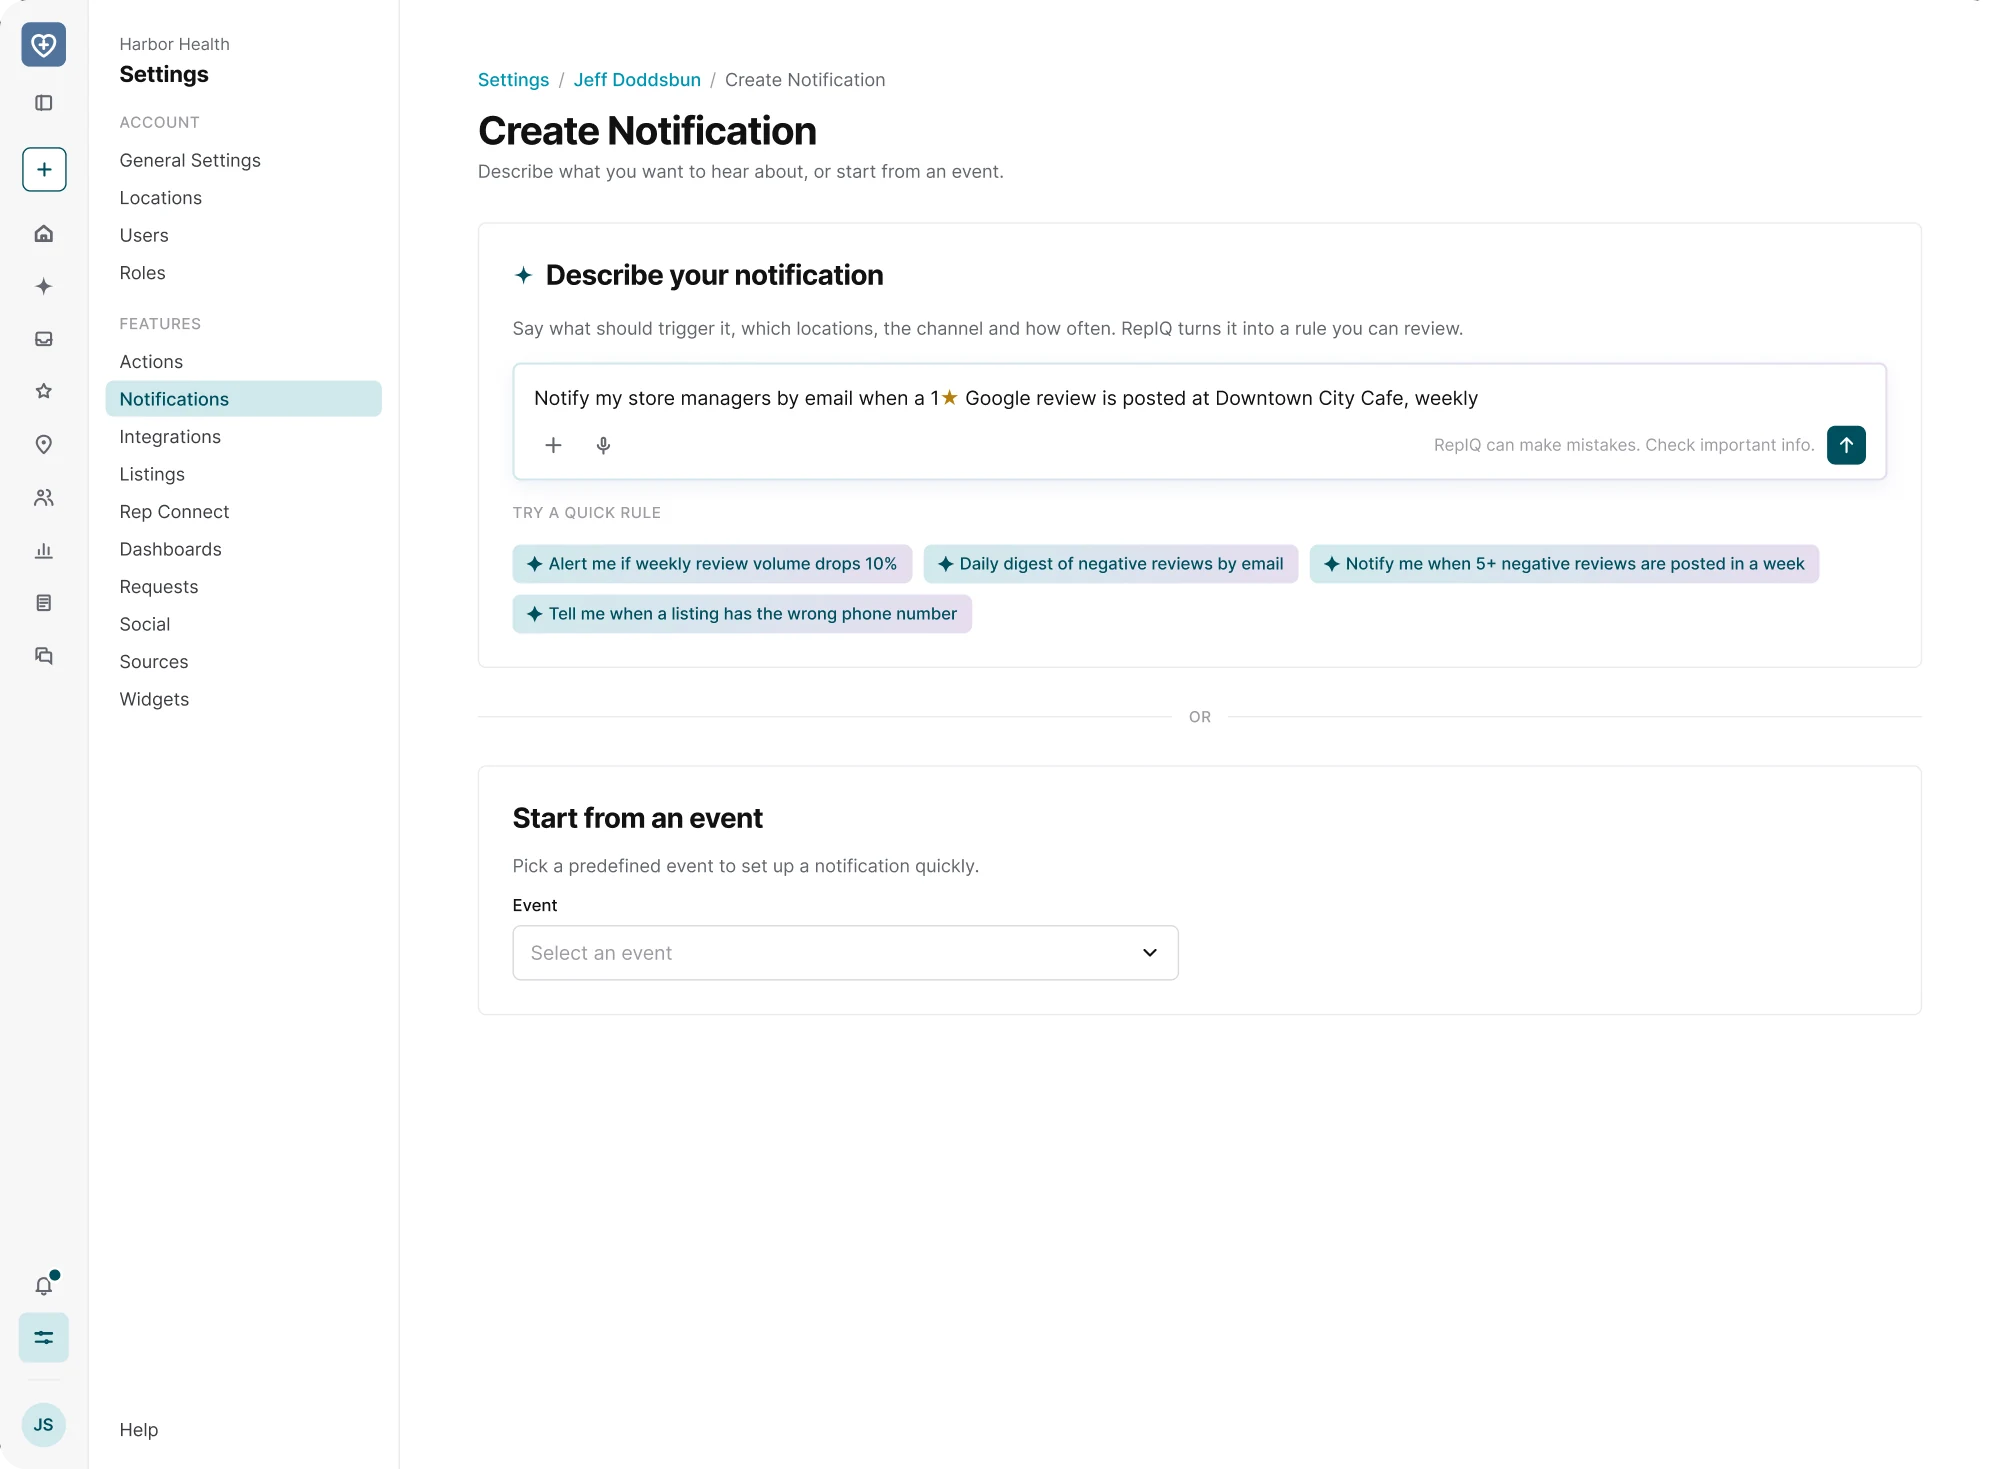 Harbor Health
Settings
ACCOUNT
General Settings
Locations
Users
Roles
FEATURES
Actions
Notifications
Integrations
Listings
Rep Connect
Dashboards
Requests
Social
Sources
Widgets
Help
JS
Settings / Jeff Doddsbun / Create Notification
Create Notification
Describe what you want to hear about, or start from an event.
Describe your notification
Say what should trigger it, which locations, the channel and how often. RepIQ turns it into a rule you can review.
Notify my store managers by email when a 1★ Google review is posted at Downtown City Cafe, weekly
RepIQ can make mistakes. Check important info.
TRY A QUICK RULE
Alert me if weekly review volume drops 10%
Daily digest of negative reviews by email
Notify me when 5+ negative reviews are posted in a week
Tell me when a listing has the wrong phone number
OR
Start from an event
Pick a predefined event to set up a notification quickly.
Event
Select an event